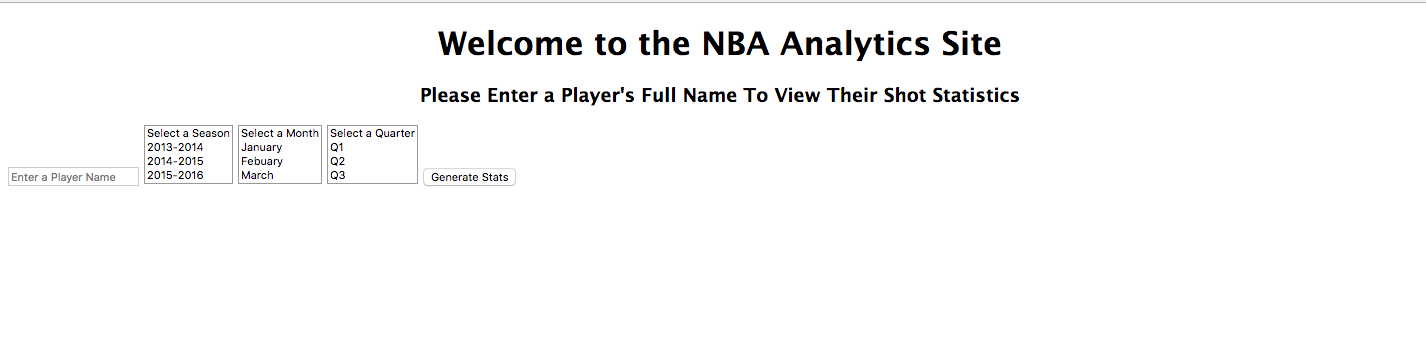 Welcome to the NBA Analytics Site
Please Enter a Player's Full Name To View Their Shot Statistics
Enter a Player Name
Select a Season
2013-2014
2014-2015
2015-2016
Select a Month
January
Febuary
March
Select a Quarter
Q1
Q2
Q3
Generate Stats